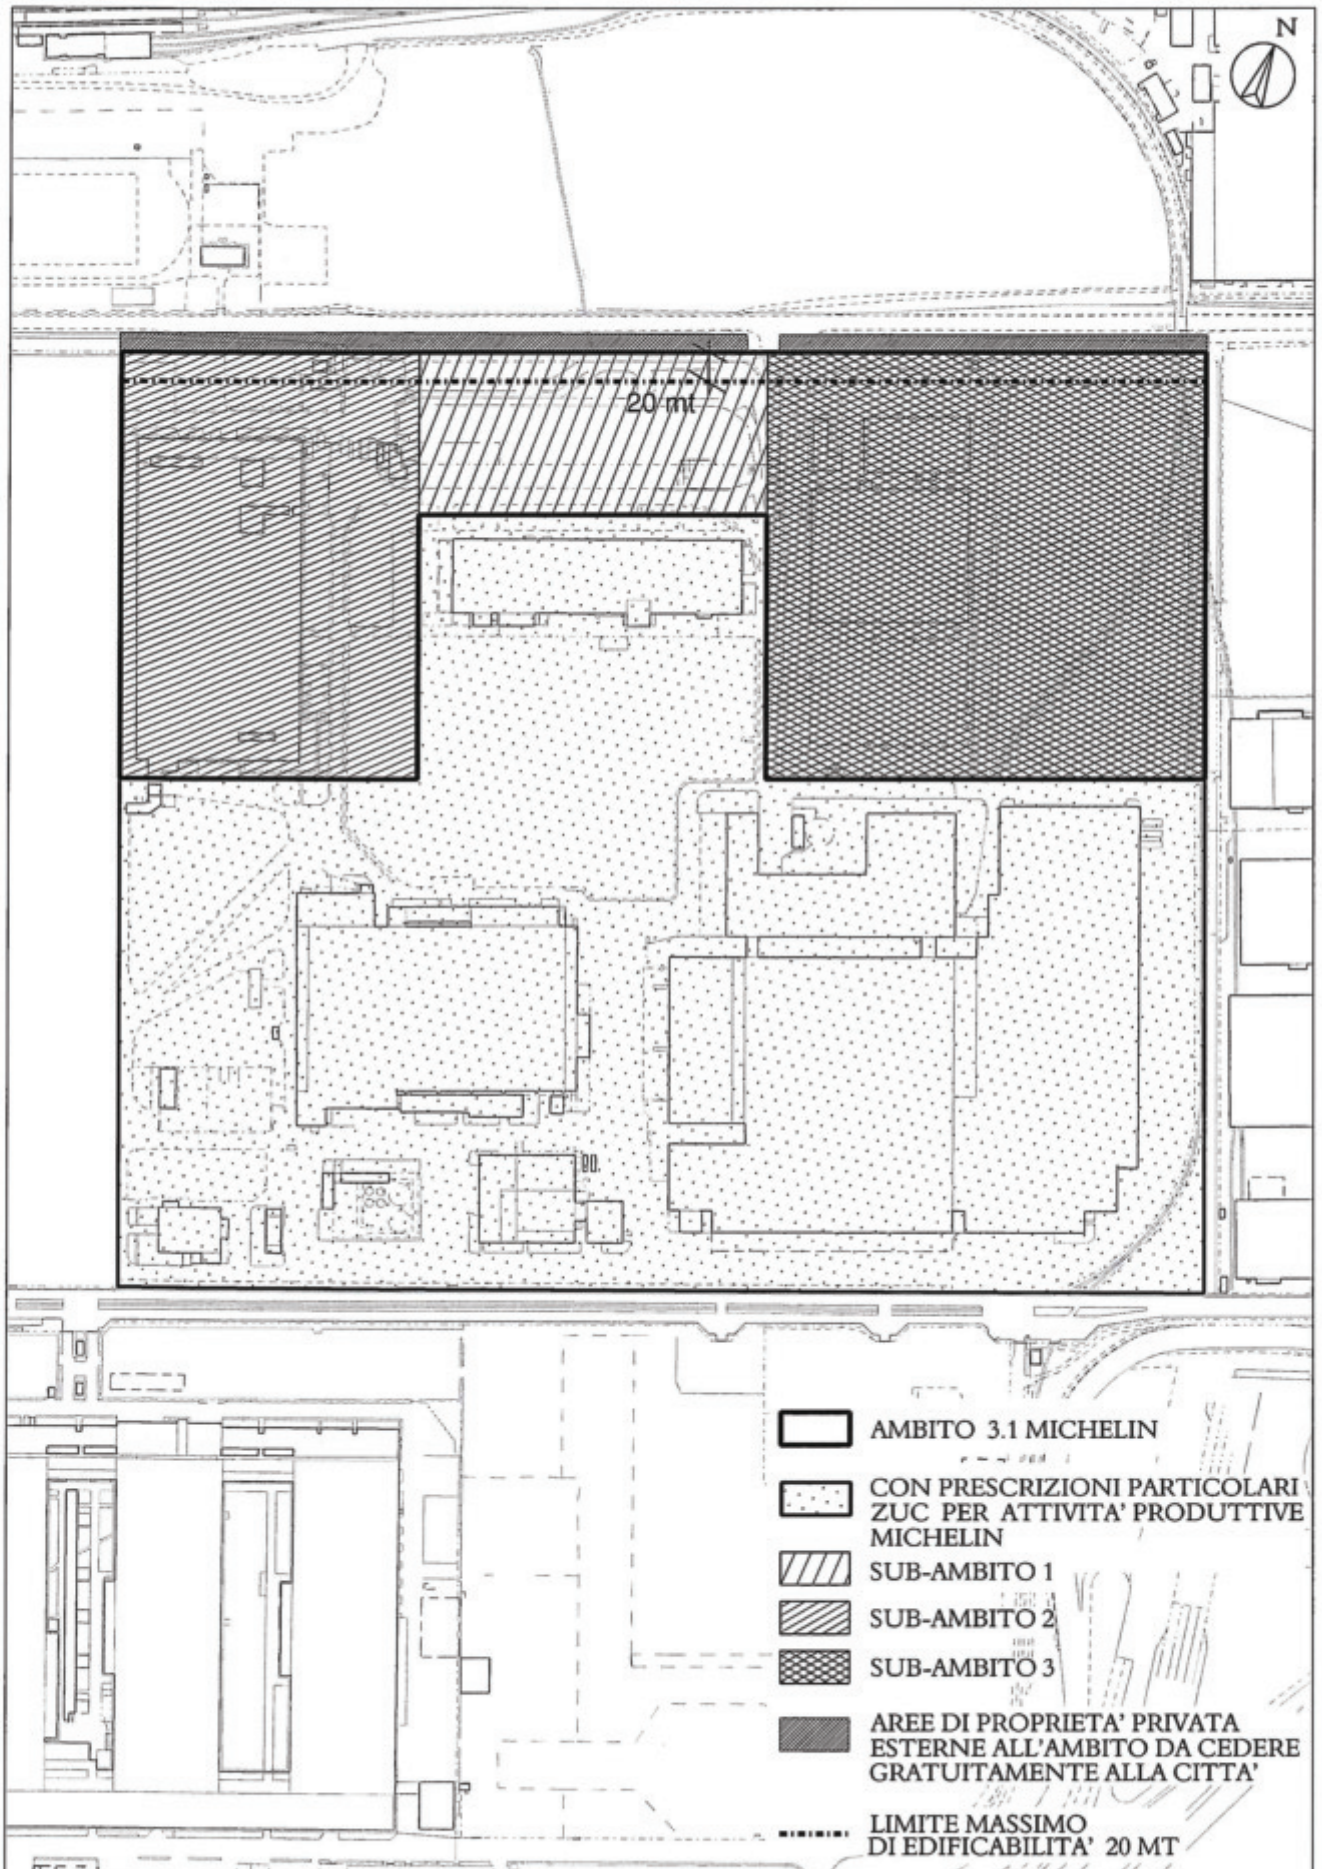 N
20 mt
AMBITO 3.1 MICHELIN
CON PRESCRIZIONI PARTICOLARI
ZUC PER ATTIVITA' PRODUTTIVE
MICHELIN
SUB-AMBITO 1
SUB-AMBITO 2
SUB-AMBITO 3
AREE DI PROPRIETA' PRIVATA
ESTERNE ALL'AMBITO DA CEDERE
GRATUITAMENTE ALLA CITTA'
LIMITE MASSIMO
DI EDIFICABILITA' 20 MT